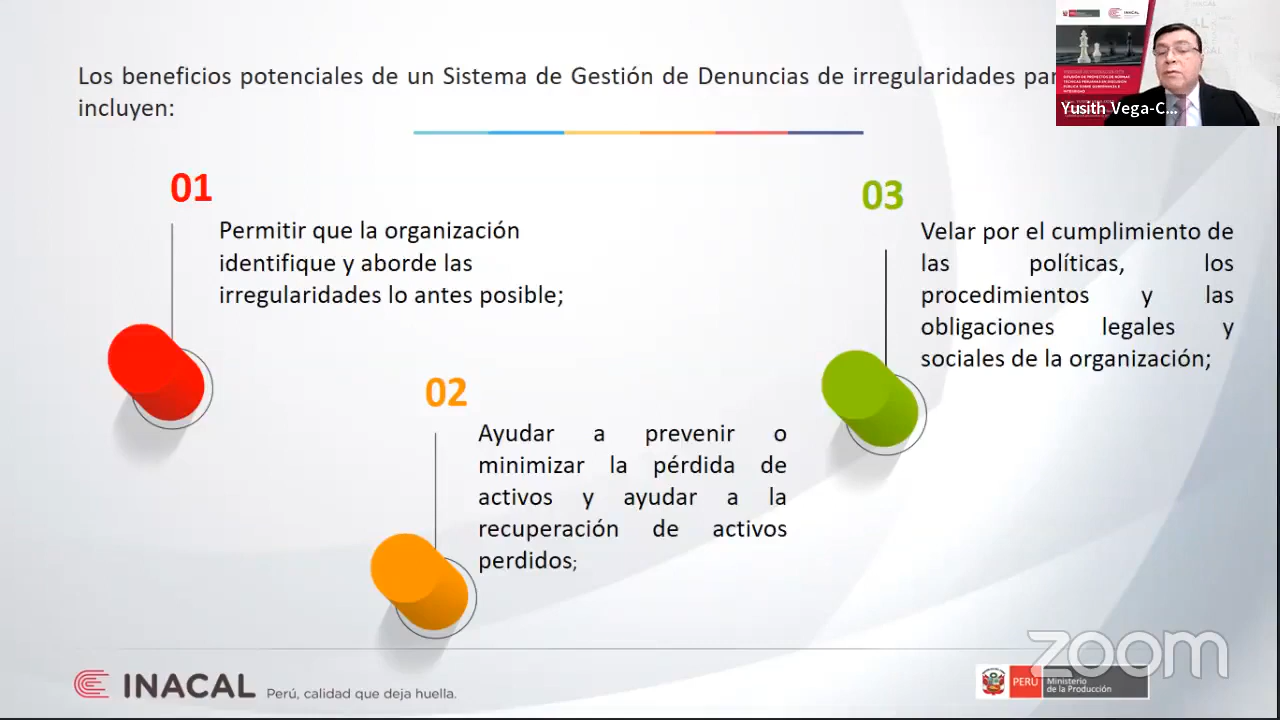 Los beneficios potenciales de un Sistema de Gestión de Denuncias de irregularidades
incluyen:
01
Permitir que la organización
identifique y aborde las
irregularidades lo antes posible;
02
Ayudar a prevenir o
minimizar la pérdida de
activos y ayudar a la
recuperación de activos
perdidos;
03
Velar por el cumplimiento de
las políticas, los
procedimientos y las
obligaciones legales y
sociales de la organización;
INACAL
Yusith Vega-C...
INACAL Perú, calidad que deja huella.
zoom
PERÚ
Ministerio
de la Producción